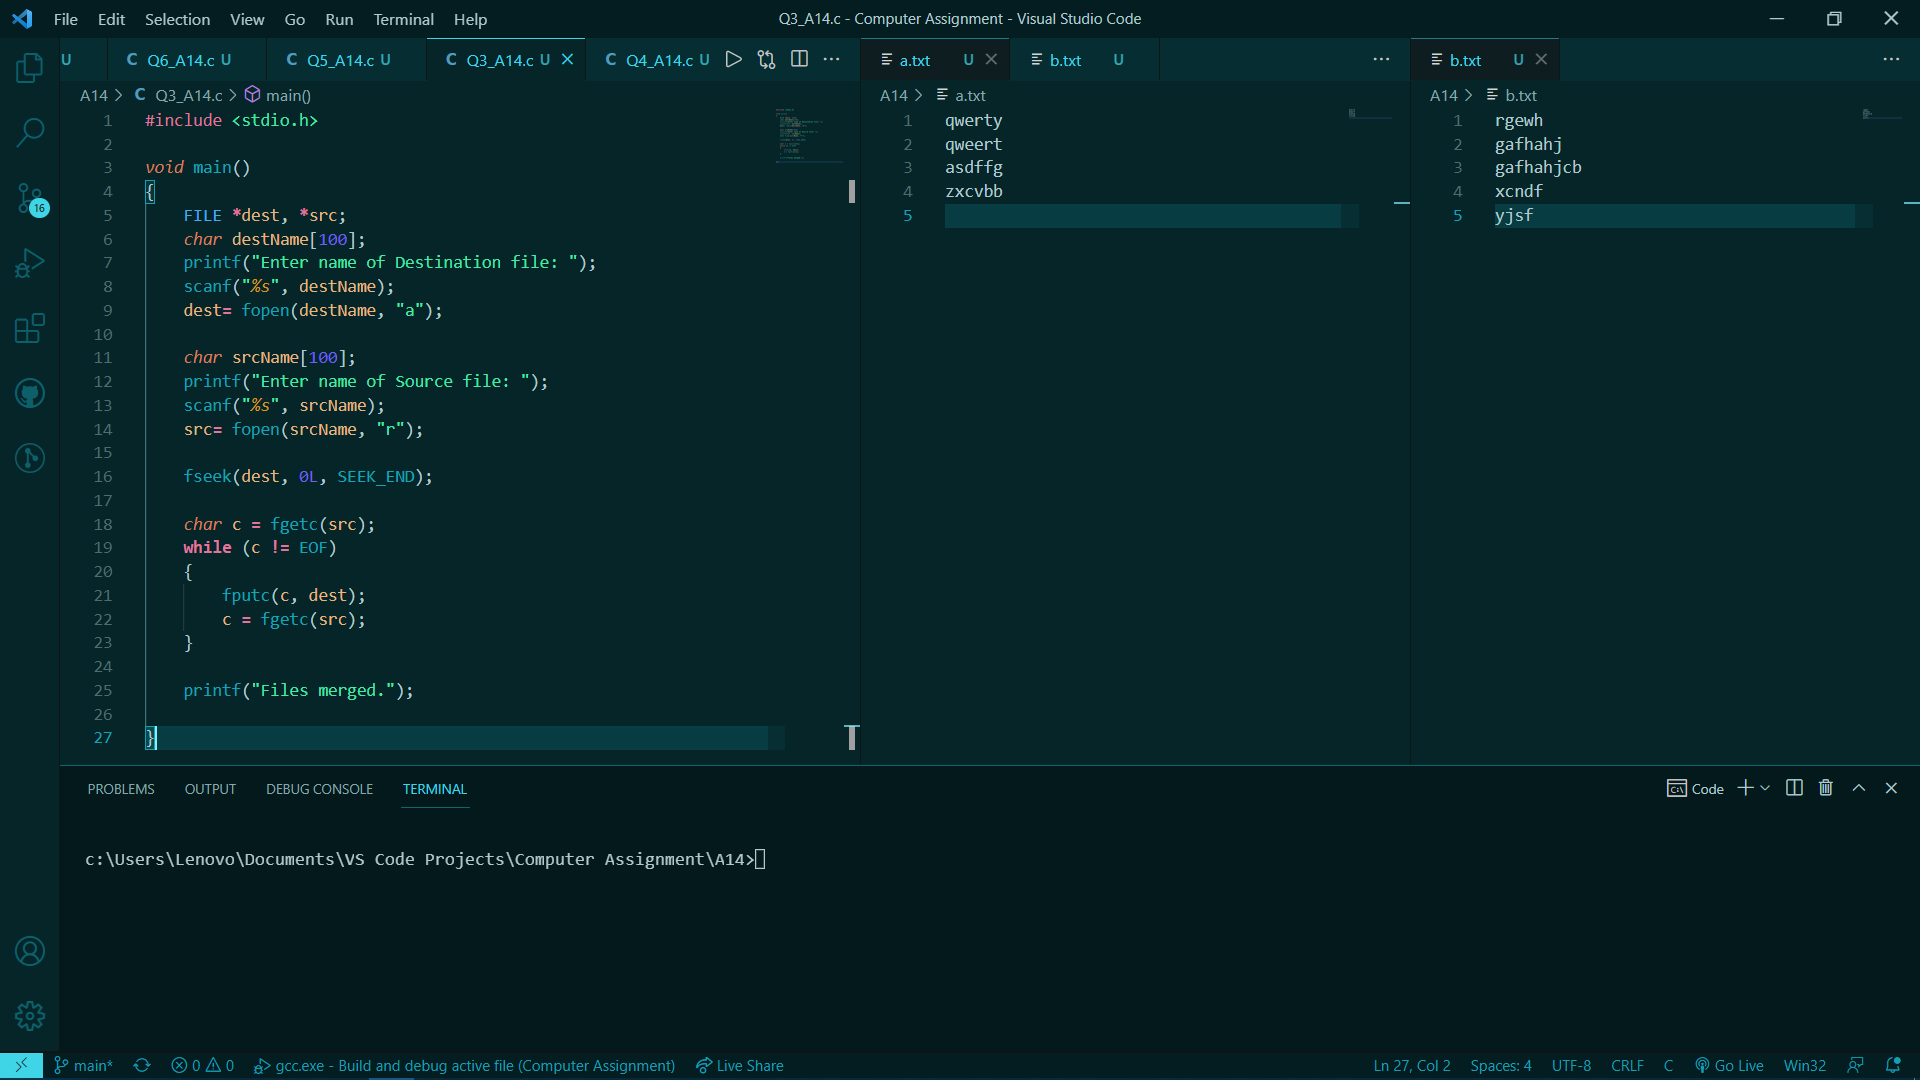 File Edit Selection View Go Run Terminal Help
Q3_A14.c - Computer Assignment - Visual Studio Code
U
C Q6_A14.c U
C Q5_A14.c U
C Q3_A14.c U
C Q4_A14.c U
a.txt U
b.txt U
b.txt U
A14 > C Q3_A14.c > main()
1 #include <stdio.h>
2
3 void main()
4 {
5     FILE *dest, *src;
6     char destName[100];
7     printf("Enter name of Destination file: ");
8     scanf("%s", destName);
9     dest= fopen(destName, "a");
10
11     char srcName[100];
12     printf("Enter name of Source file: ");
13     scanf("%s", srcName);
14     src= fopen(srcName, "r");
15
16     fseek(dest, 0L, SEEK_END);
17
18     char c = fgetc(src);
19     while (c != EOF)
20     {
21         fputc(c, dest);
22         c = fgetc(src);
23     }
24
25     printf("Files merged.");
26
27 }
A14 > a.txt
1 qwerty
2 qweert
3 asdffg
4 zxcvbb
5
A14 > b.txt
1 rgewh
2 gafhahj
3 gafhahjcb
4 xcndf
5 yjsf
16
PROBLEMS OUTPUT DEBUG CONSOLE TERMINAL
Code
c:\Users\Lenovo\Documents\VS Code Projects\Computer Assignment\A14>
main* 0 0 gcc.exe - Build and debug active file (Computer Assignment) Live Share
Ln 27, Col 2 Spaces: 4 UTF-8 CRLF C Go Live Win32